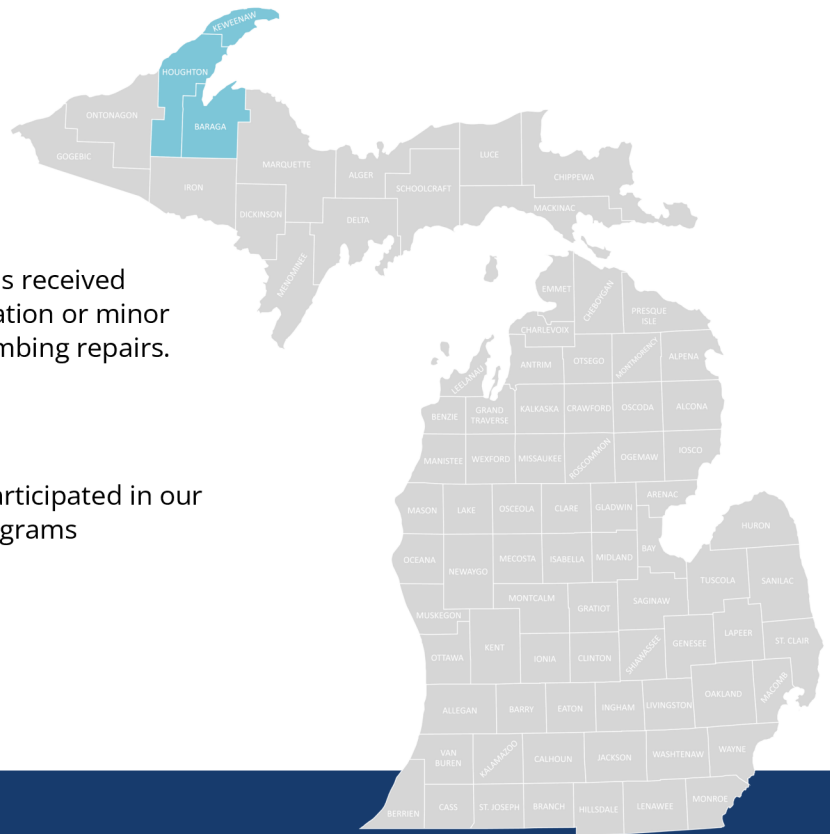 KEWEENAW
HOUGHTON
ONTONAGON
BARAGA
GOGEBIC
MARQUETTE
LUCE
ALGER
CHIPPEWA
SCHOOLCRAFT
IRON
MACKINAC
DICKINSON
DELTA
MENOMINEE
s received
ation or minor
mbing repairs.
articipated in our
grams
EMMET
CHEBOYGAN
PRESQUE
ISLE
CHARLEVOIX
ANTRIM
OTSEGO
MONTMORENCY
ALPENA
LEELANAU
BENZIE
GRAND
TRAVERSE
KALKASKA
CRAWFORD
OSCODA
ALCONA
MANISTEE
WEXFORD
MISSAUKEE
ROSCOMMON
OGEMAW
IOSCO
ARENAC
MASON
LAKE
OSCEOLA
CLARE
GLADWIN
HURON
OCEANA
NEWAYGO
MECOSTA
ISABELLA
MIDLAND
BAY
TUSCOLA
SANILAC
MUSKEGON
MONTCALM
GRATIOT
SAGINAW
OTTAWA
KENT
IONIA
CLINTON
SHIAWASSEE
GENESEE
LAPEER
ST. CLAIR
ALLEGAN
BARRY
EATON
INGHAM
LIVINGSTON
OAKLAND
MACOMB
VAN
BUREN
KALAMAZOO
CALHOUN
JACKSON
WASHTENAW
WAYNE
BERRIEN
CASS
ST. JOSEPH
BRANCH
HILLSDALE
LENAWEE
MONROE